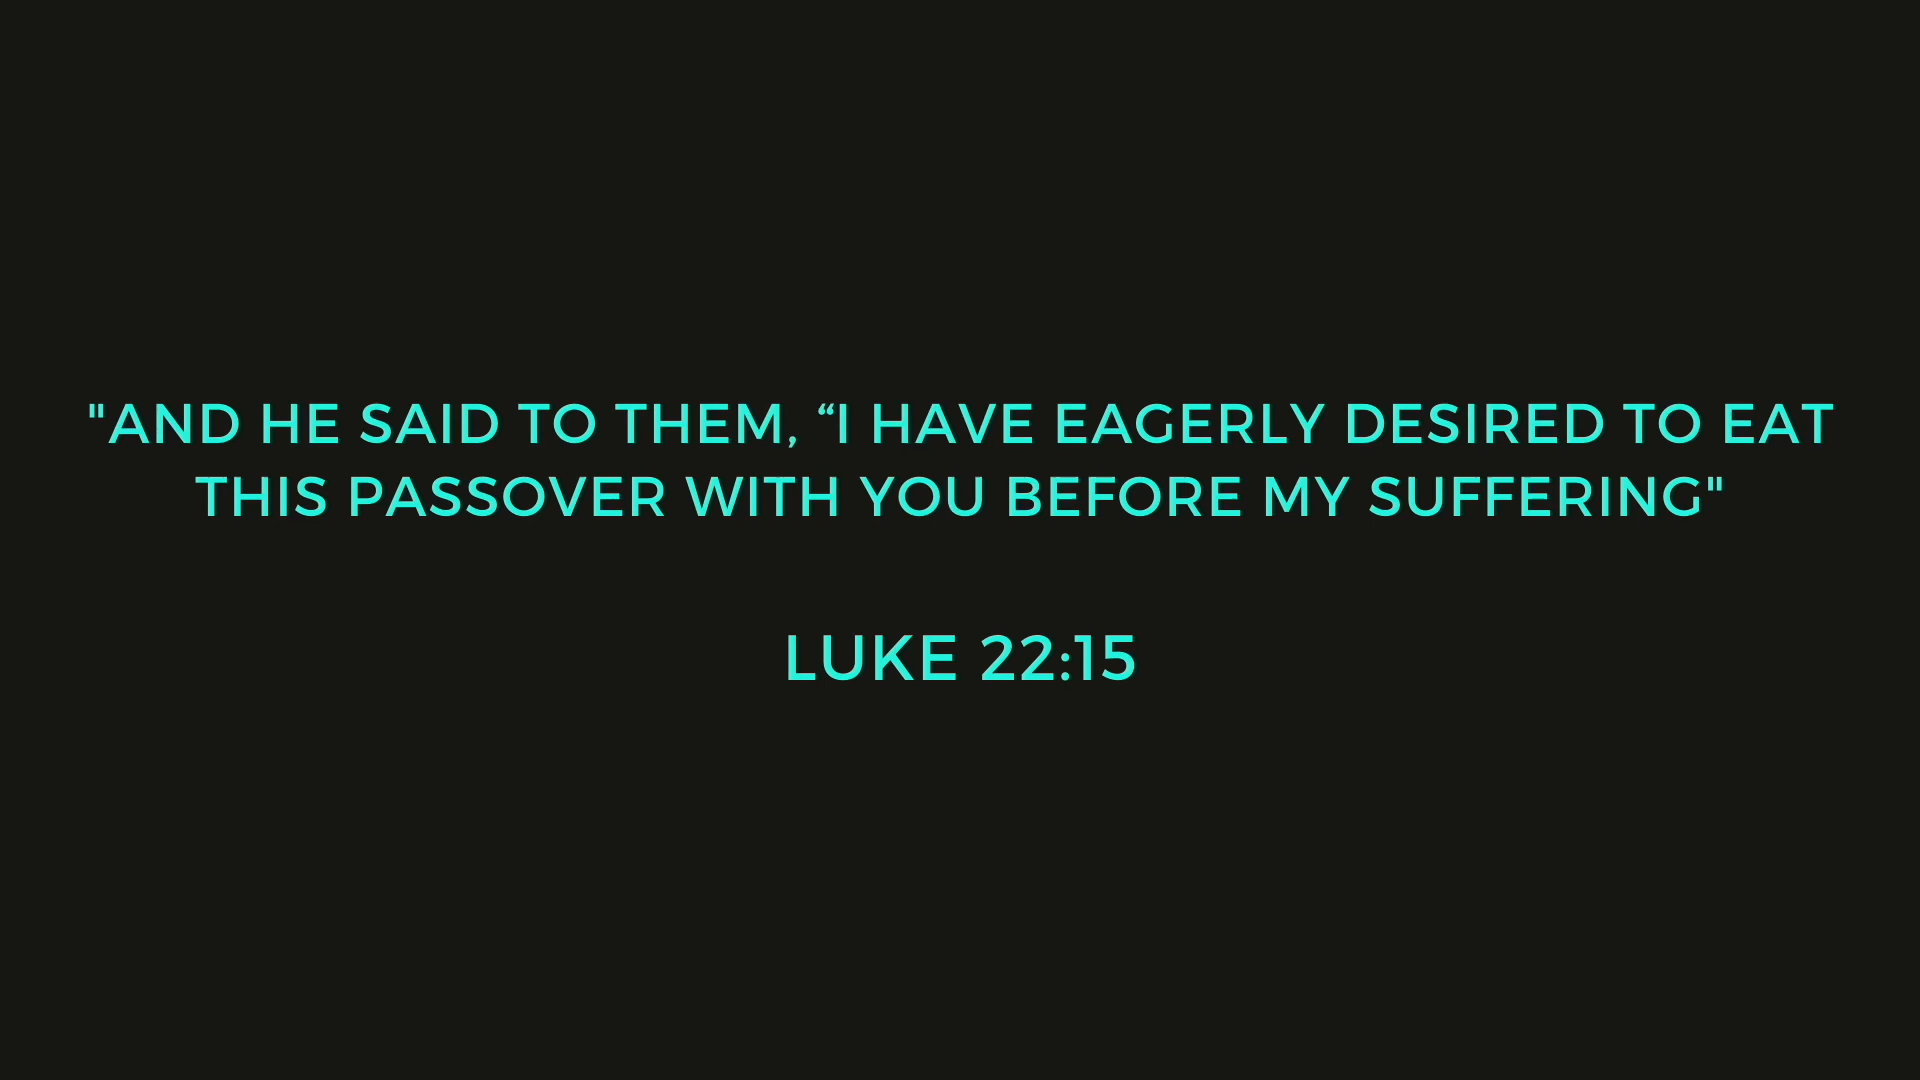 "AND HE SAID TO THEM, “I HAVE EAGERLY DESIRED TO EAT
THIS PASSOVER WITH YOU BEFORE MY SUFFERING"
LUKE 22:15